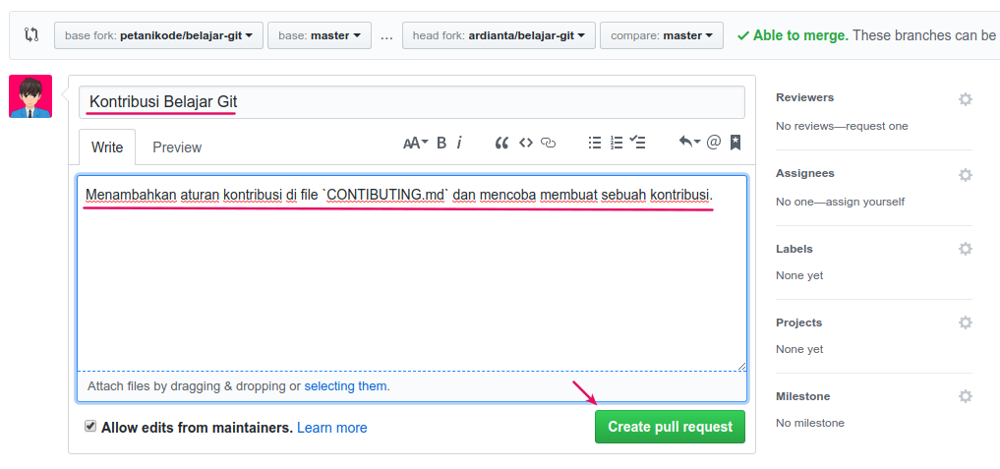 base fork: petanikode/belajar-git base: master ... head fork: ardianta/belajar-git compare: master Able to merge. These branches can be
Kontribusi Belajar Git
Write Preview AA B i @
Menambahkan aturan kontribusi di file `CONTIBUTING.md` dan mencoba membuat sebuah kontribusi.
Attach files by dragging & dropping or selecting them.
Allow edits from maintainers. Learn more Create pull request
Reviewers
No reviews—request one
Assignees
No one—assign yourself
Labels
None yet
Projects
None yet
Milestone
No milestone